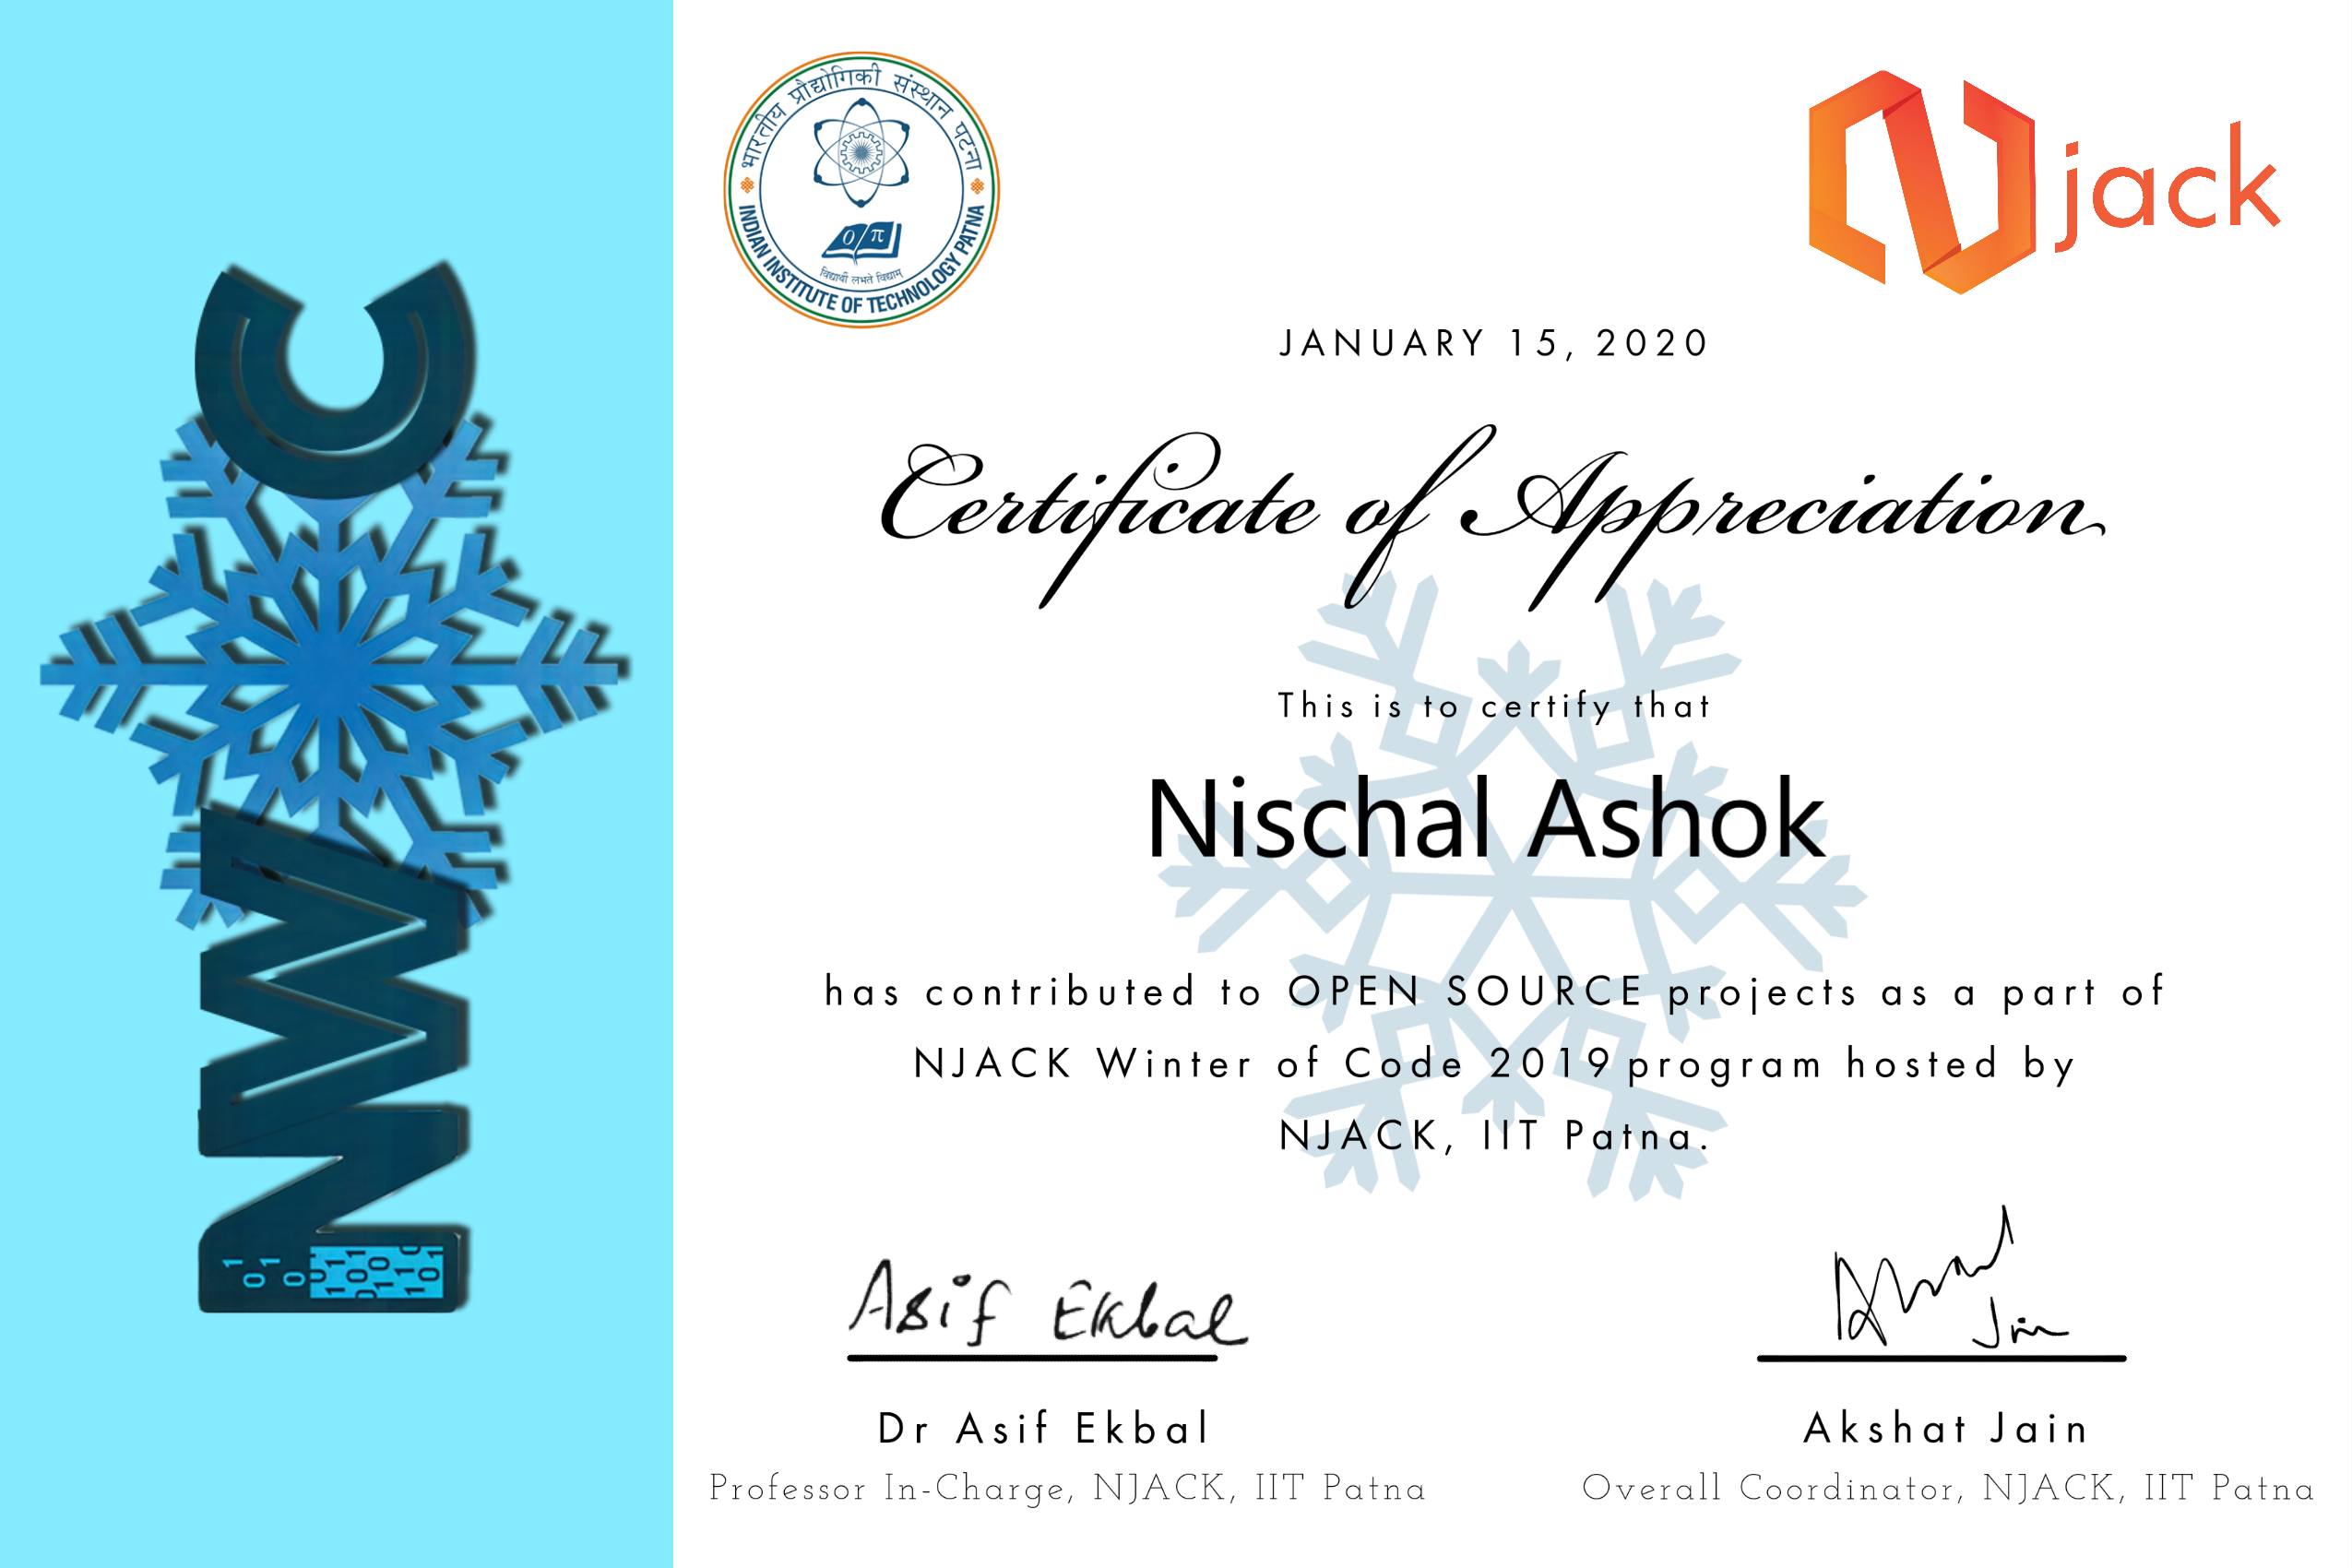 भारतीय प्रौद्योगिकी संस्थान पटना
INDIAN INSTITUTE OF TECHNOLOGY PATNA
0 π
विद्यार्थी लभते विद्याम्
jack
JANUARY 15, 2020
Certificate of Appreciation
This is to certify that
Nischal Ashok
has contributed to OPEN SOURCE projects as a part of
NJACK Winter of Code 2019 program hosted by
NJACK, IIT Patna.
Asif Ekbal
Dr Asif Ekbal
Professor In-Charge, NJACK, IIT Patna
Jain
Akshat Jain
Overall Coordinator, NJACK, IIT Patna
NWC